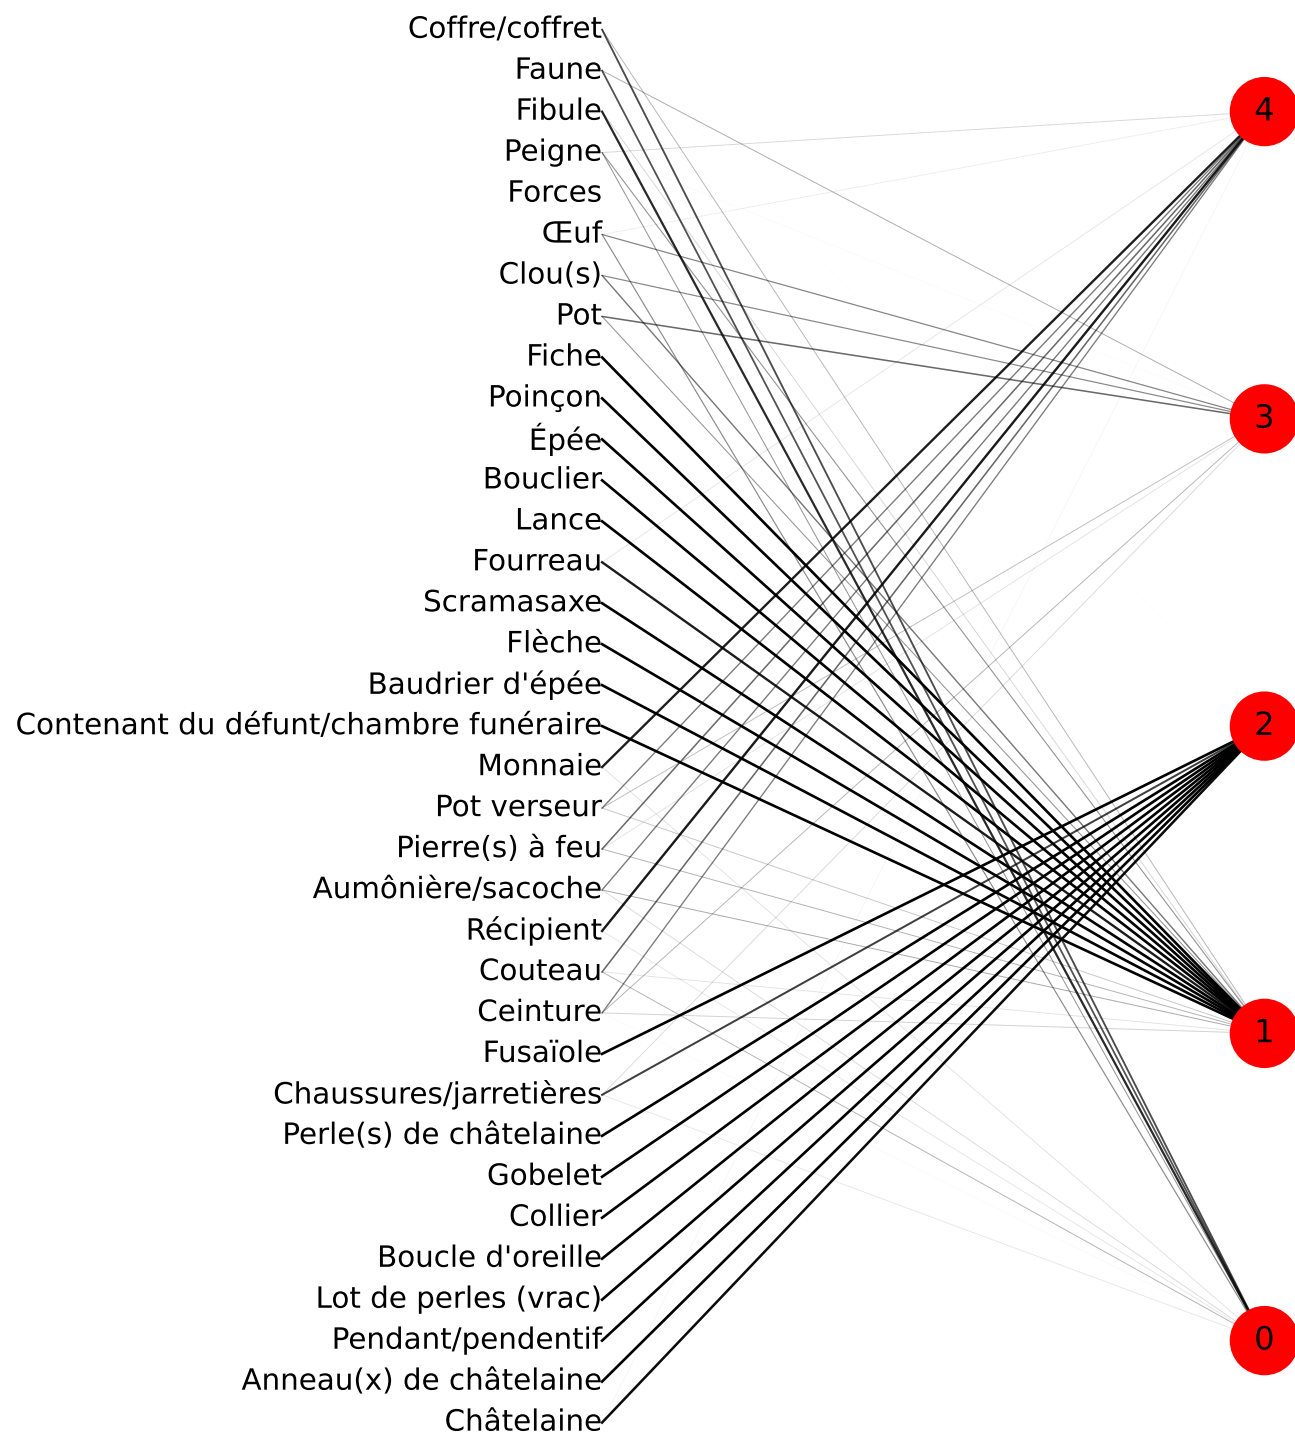 Coffre/coffret
Faune
Fibule
Peigne
Forces
Œuf
Clou(s)
Pot
Fiche
Poinçon
Épée
Bouclier
Lance
Fourreau
Scramasaxe
Flèche
Baudrier d'épée
Contenant du défunt/chambre funéraire
Monnaie
Pot verseur
Pierre(s) à feu
Aumônière/sacoche
Récipient
Couteau
Ceinture
Fusaïole
Chaussures/jarretières
Perle(s) de châtelaine
Gobelet
Collier
Boucle d'oreille
Lot de perles (vrac)
Pendant/pendentif
Anneau(x) de châtelaine
Châtelaine
4
3
2
1
0